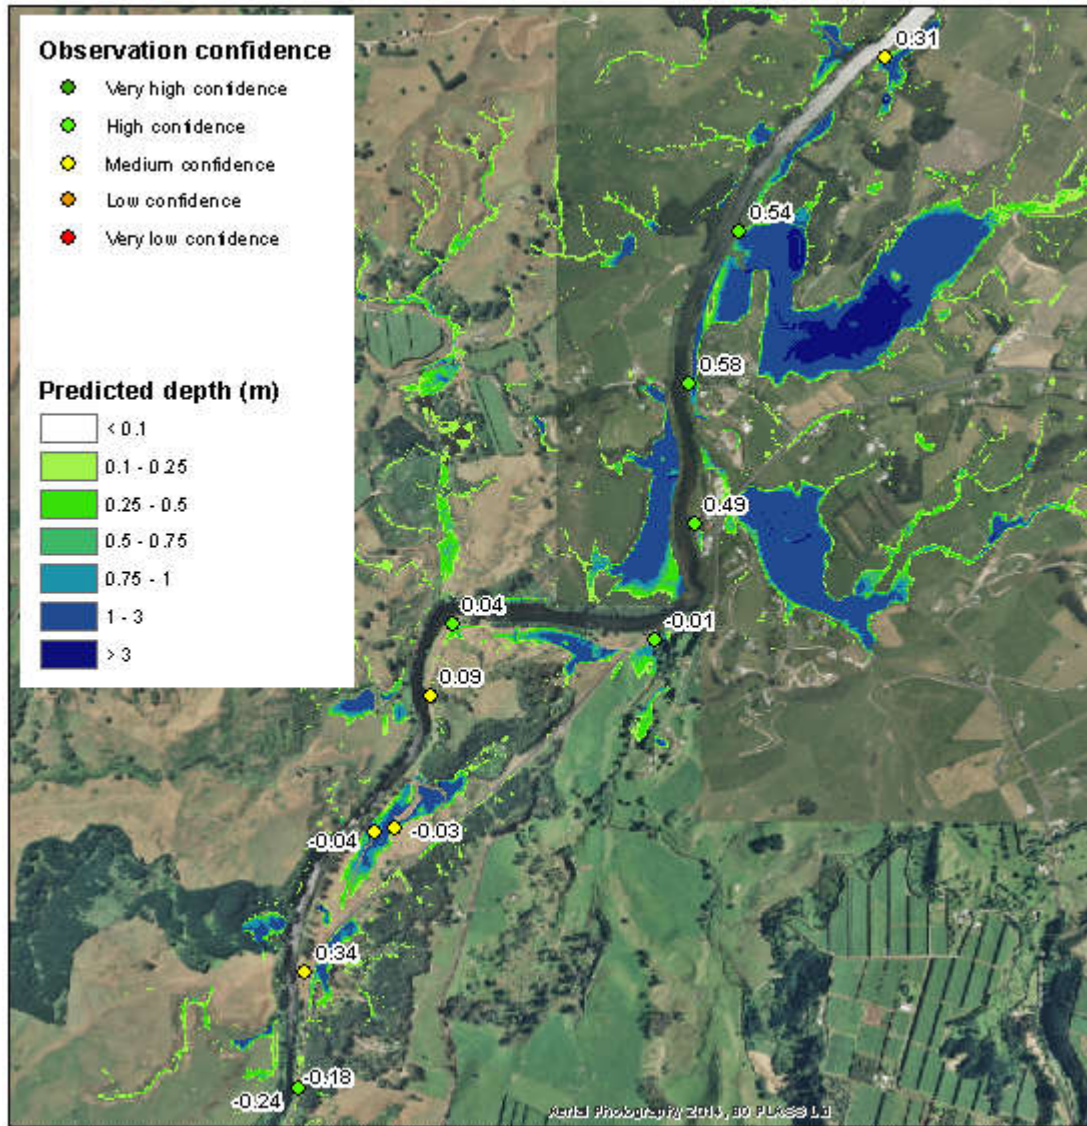 Observation confidence
Very high confidence
High confidence
Medium confidence
Low confidence
Very low confidence
Predicted depth (m)
< 0.1
0.1 - 0.25
0.25 - 0.5
0.5 - 0.75
0.75 - 1
1 - 3
> 3
0.31
0.54
0.58
0.49
0.04
-0.01
0.09
-0.04
-0.03
0.34
-0.18
-0.24
Aerial Photography 2014,